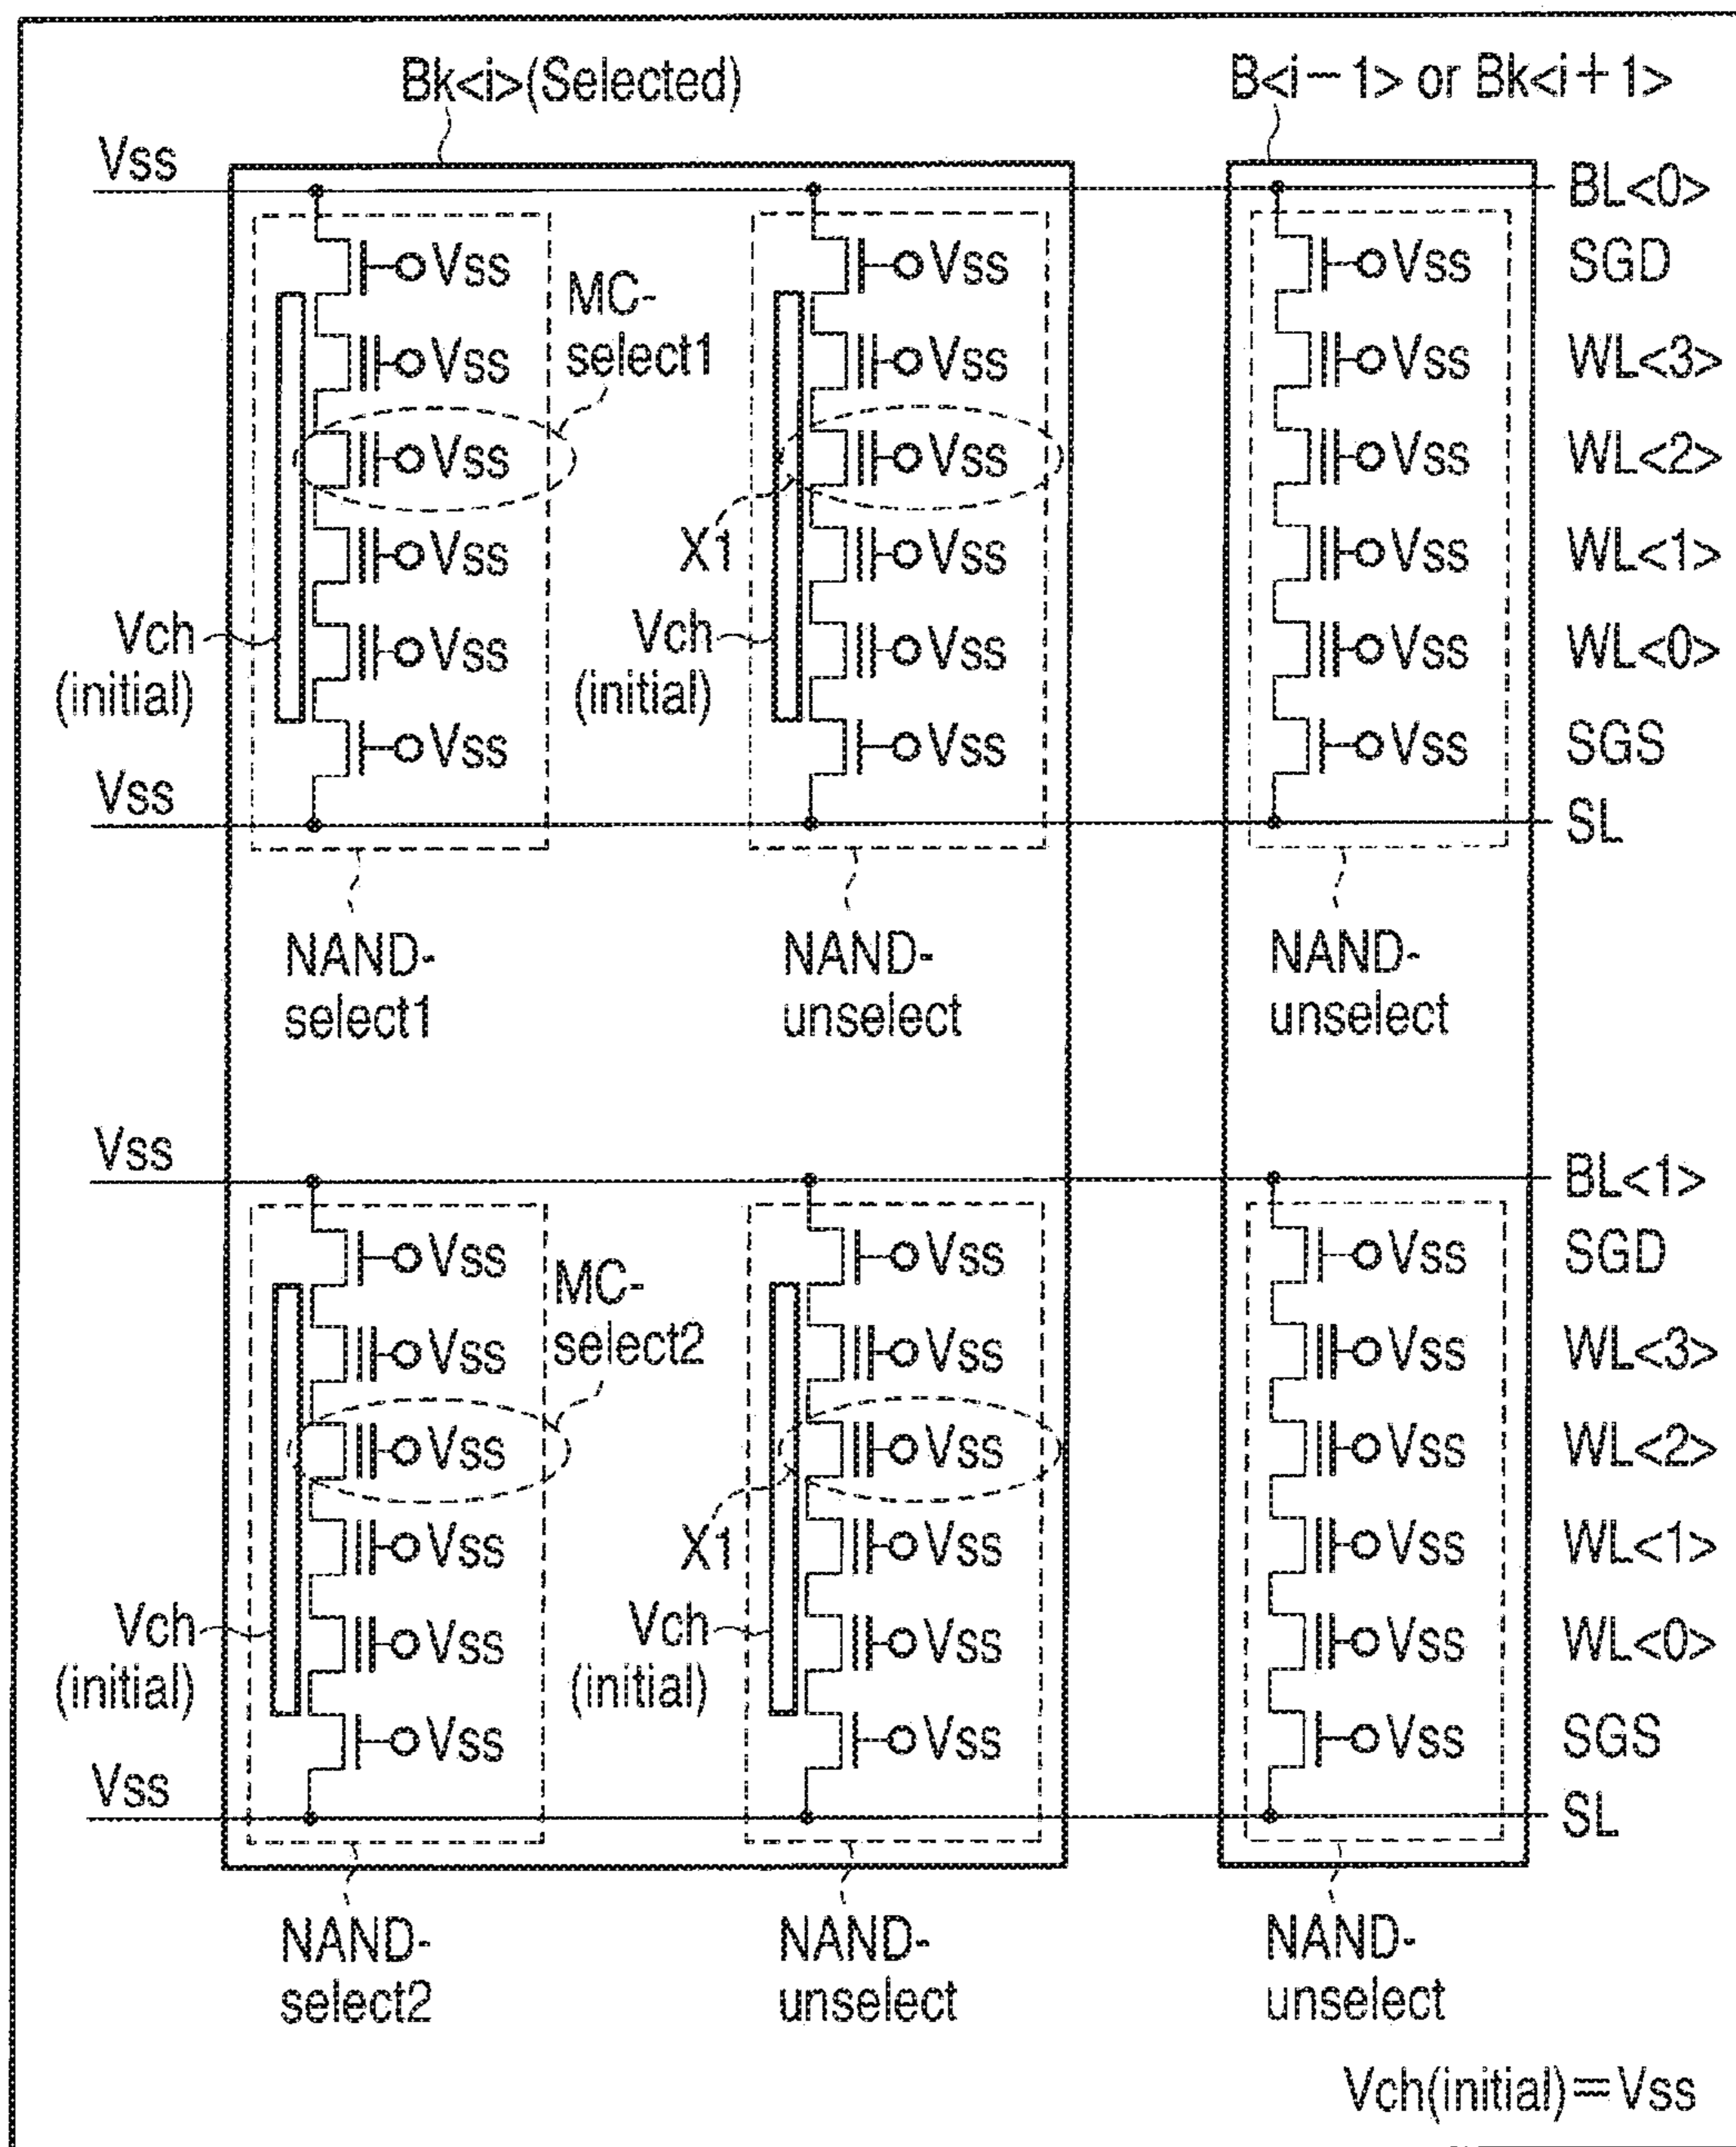 Bk<i>(Selected)
B<i−1> or Bk<i+1>
Vss
BL<0>
Vss
Vss
Vss
SGD
MC-
select1
Vss
Vss
Vss
WL<3>
Vss
Vss
Vss
WL<2>
X1
Vss
Vss
Vss
WL<1>
Vch
(initial)
Vss
Vch
(initial)
Vss
Vss
WL<0>
Vss
Vss
Vss
SGS
Vss
SL
NAND-
select1
NAND-
unselect
NAND-
unselect
Vss
BL<1>
Vss
Vss
Vss
SGD
MC-
select2
Vss
Vss
Vss
WL<3>
Vss
Vss
Vss
WL<2>
X1
Vss
Vss
Vss
WL<1>
Vch
(initial)
Vss
Vch
(initial)
Vss
Vss
WL<0>
Vss
Vss
Vss
SGS
Vss
SL
NAND-
select2
NAND-
unselect
NAND-
unselect
Vch(initial)=Vss